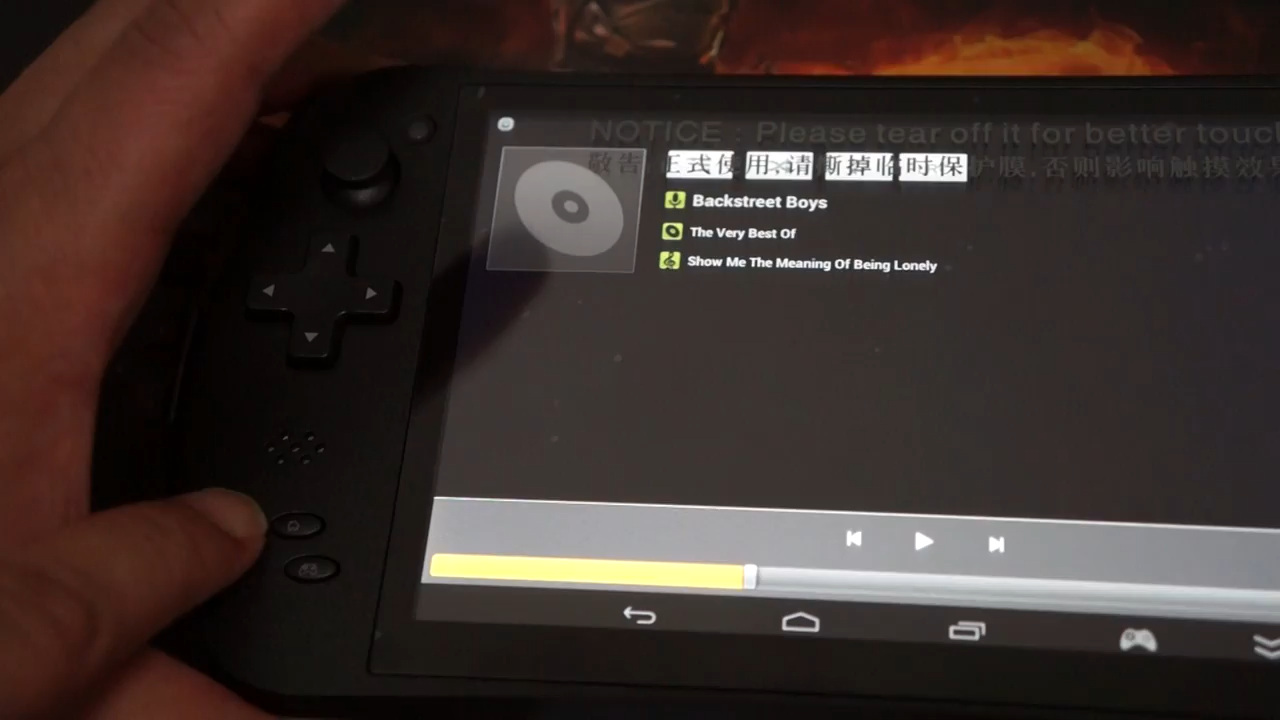 NOTICE : Please tear off it for better touch
敬告 正式使用,请撕掉临时保护膜,否则影响触摸效果
Backstreet Boys
The Very Best Of
Show Me The Meaning Of Being Lonely